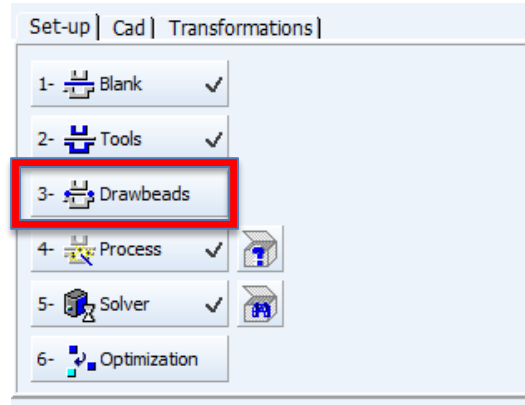 Set-up Cad Transformations
1- Blank
2- Tools
3- Drawbeads
4- Process
5- Solver
6- Optimization